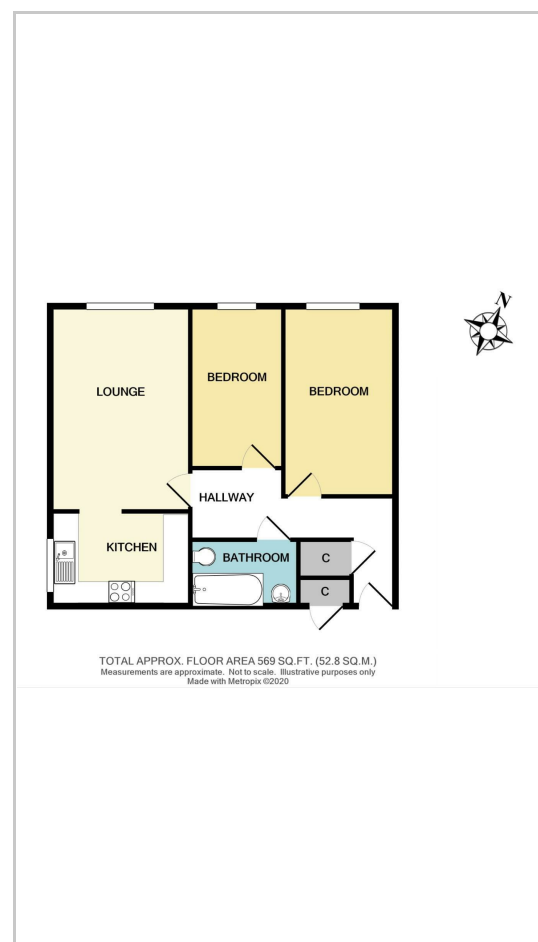 N
LOUNGE
BEDROOM
BEDROOM
HALLWAY
KITCHEN
BATHROOM
C
C
TOTAL APPROX. FLOOR AREA 569 SQ.FT. (52.8 SQ.M.)
Measurements are approximate. Not to scale. Illustrative purposes only
Made with Metropix ©2020